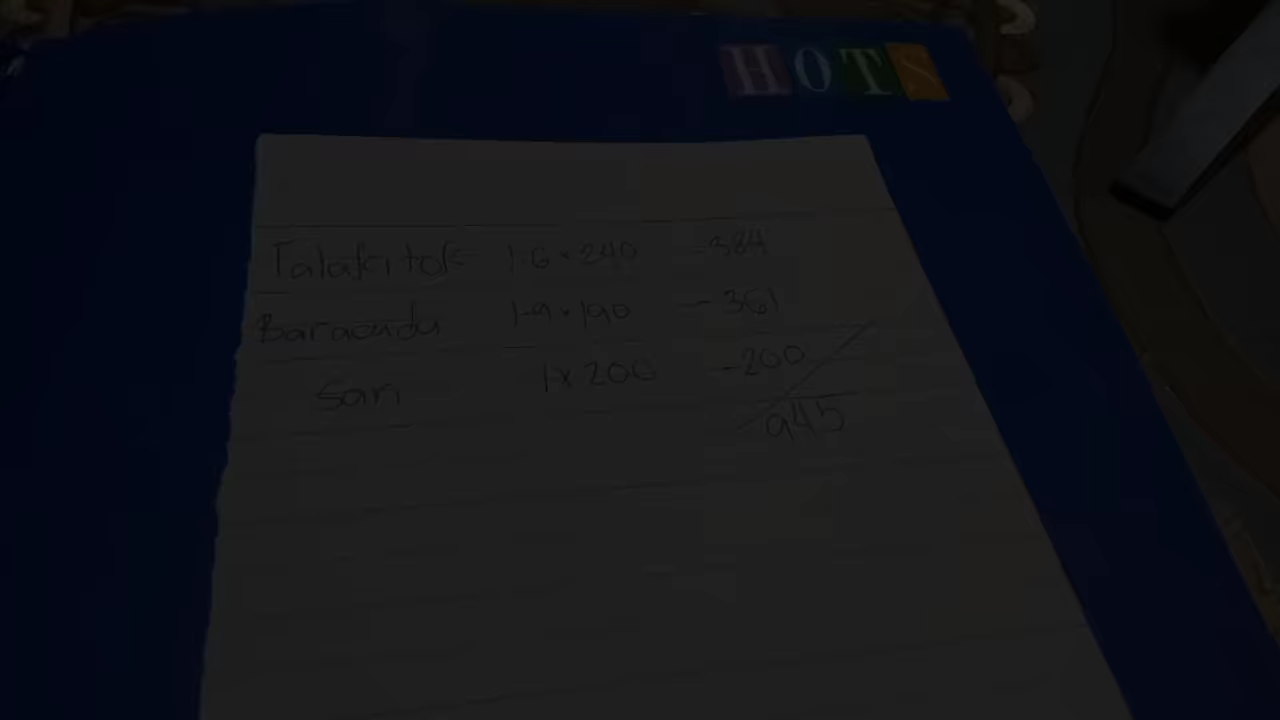 HOTS
Talakitok 1.6 x 240 - 384
Baracuda 1.9 x 190 - 361
Sari 1 x 200 - 200
945